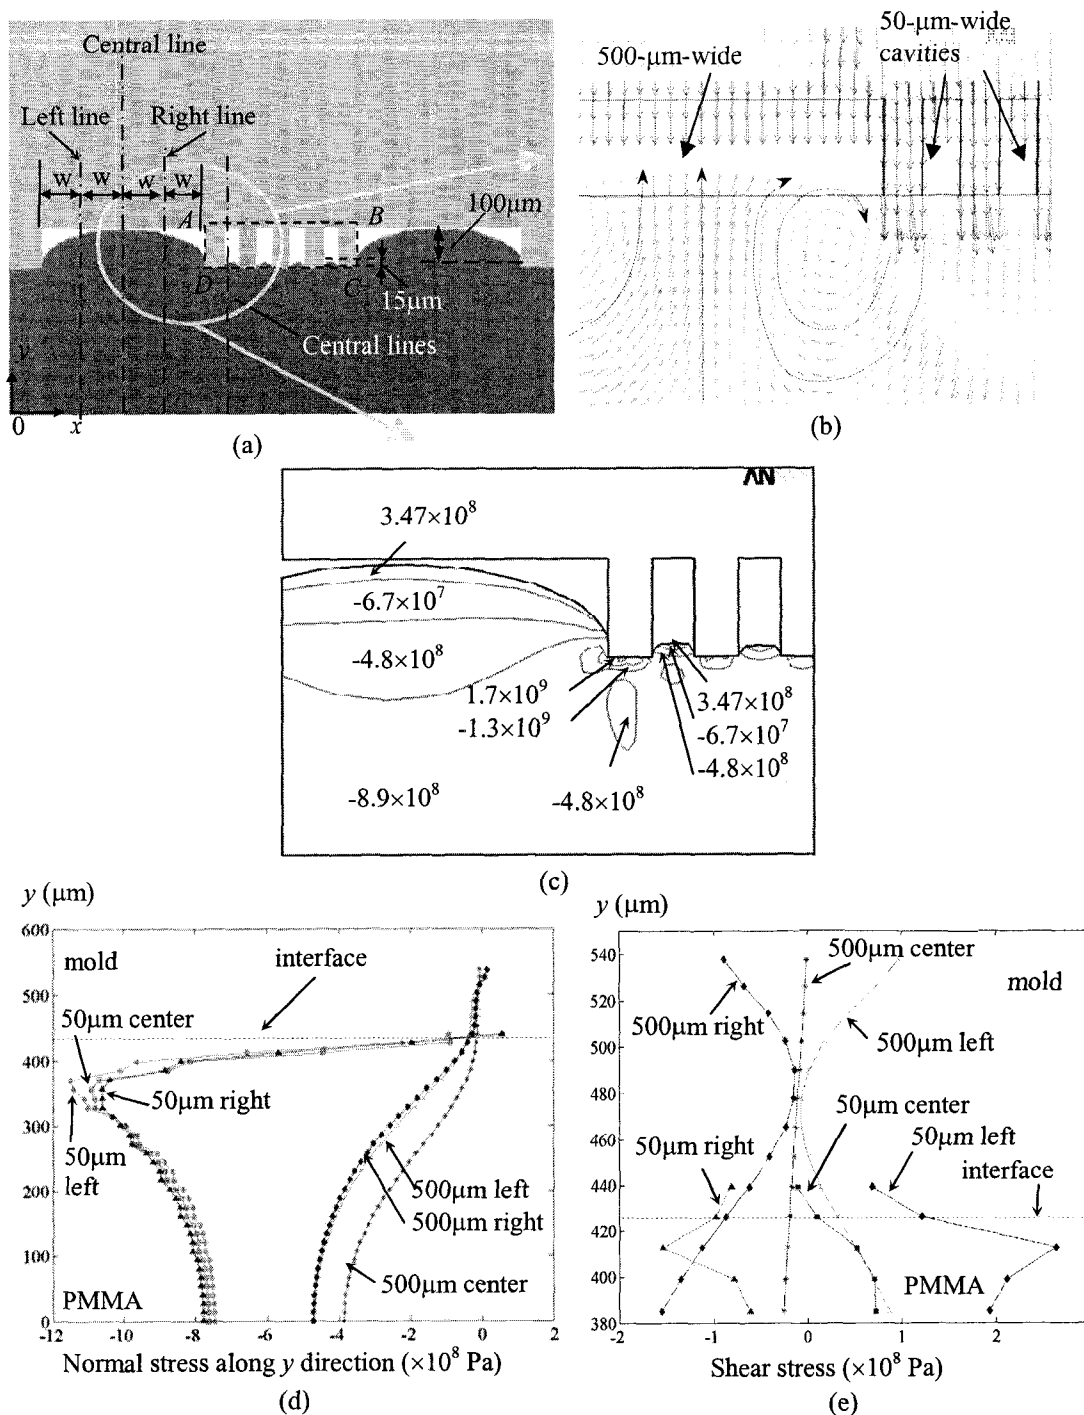 Central line
Left line
Right line
w w w w
A
B
100μm
D
C
15μm
Central lines
y
0
x
(a)
500-μm-wide
50-μm-wide
cavities
(b)
3.47×10⁸
-6.7×10⁷
-4.8×10⁸
1.7×10⁹
-1.3×10⁹
3.47×10⁸
-6.7×10⁷
-4.8×10⁸
-8.9×10⁸
-4.8×10⁸
(c)
y (μm)
600
500
400
300
200
100
0
mold
interface
50μm center
50μm right
50μm
left
500μm left
500μm right
500μm center
PMMA
-12 -10 -8 -6 -4 -2 0 2
Normal stress along y direction (×10⁸ Pa)
(d)
y (μm)
540
520
500
480
460
440
420
400
380
500μm center
mold
500μm right
500μm left
50μm center
50μm right
50μm left
interface
PMMA
-2 -1 0 1 2
Shear stress (×10⁸ Pa)
(e)